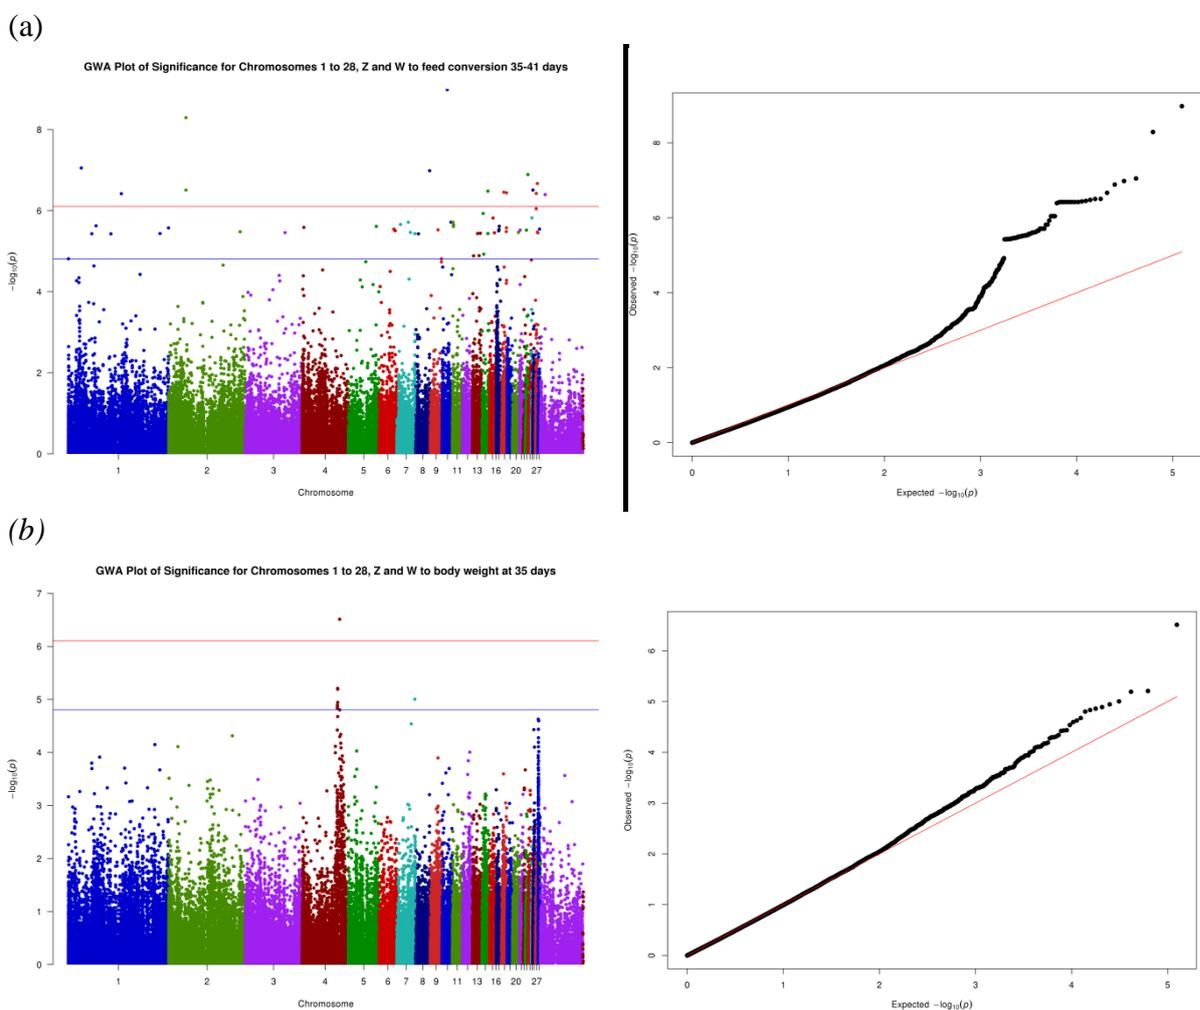 (a)
GWA Plot of Significance for Chromosomes 1 to 28, Z and W to feed conversion 35-41 days
8
6
4
2
0
−log10(p)
1 2 3 4 5 6 7 8 9 11 13 16 20 27
Chromosome
8
6
4
2
0
Observed −log10(p)
0 1 2 3 4 5
Expected −log10(p)
(b)
GWA Plot of Significance for Chromosomes 1 to 28, Z and W to body weight at 35 days
7
6
5
4
3
2
1
0
−log10(p)
1 2 3 4 5 6 7 8 9 11 13 16 20 27
Chromosome
6
5
4
3
2
1
0
Observed −log10(p)
0 1 2 3 4 5
Expected −log10(p)